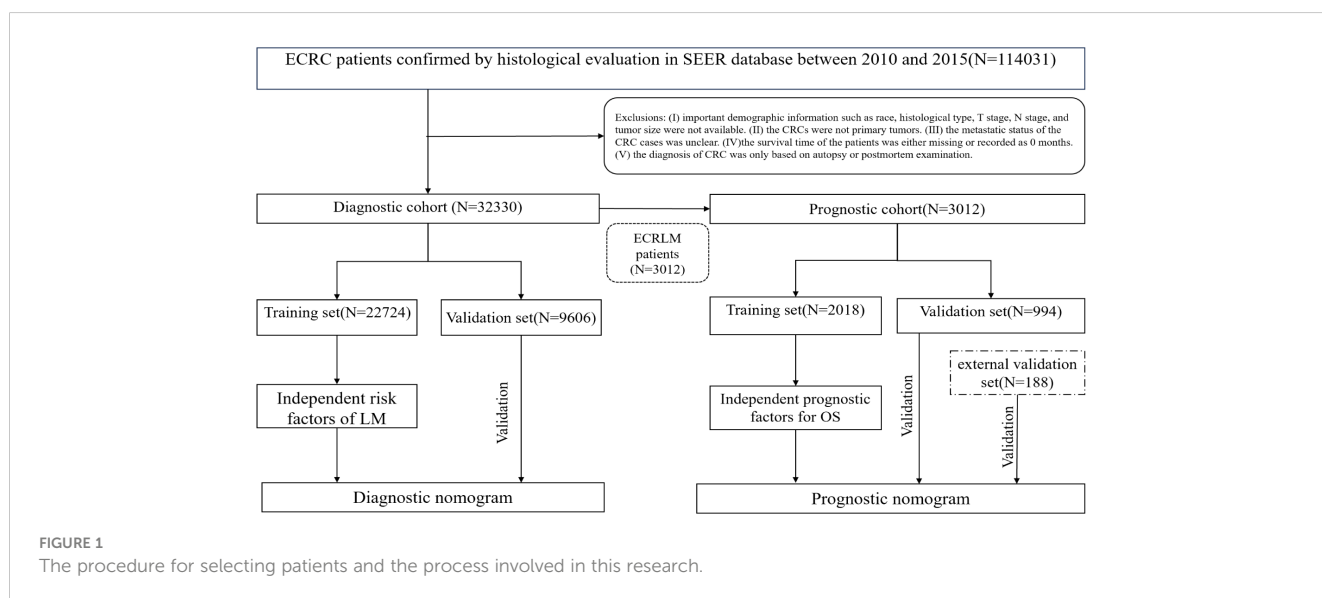 ECRC patients confirmed by histological evaluation in SEER database between 2010 and 2015(N=114031)
Exclusions: (I) important demographic information such as race, histological type, T stage, N stage, and
tumor size were not available. (II) the CRCs were not primary tumors. (III) the metastatic status of the
CRC cases was unclear. (IV)the survival time of the patients was either missing or recorded as 0 months.
(V) the diagnosis of CRC was only based on autopsy or postmortem examination.
Diagnostic cohort (N=32330)
Prognostic cohort(N=3012)
ECRLM
patients
(N=3012)
Training set(N=22724)
Validation set(N=9606)
Training set(N=2018)
Validation set(N=994)
external validation
set(N=188)
Independent risk
factors of LM
Validation
Independent prognostic
factors for OS
Validation
Validation
Diagnostic nomogram
Prognostic nomogram
FIGURE 1
The procedure for selecting patients and the process involved in this research.